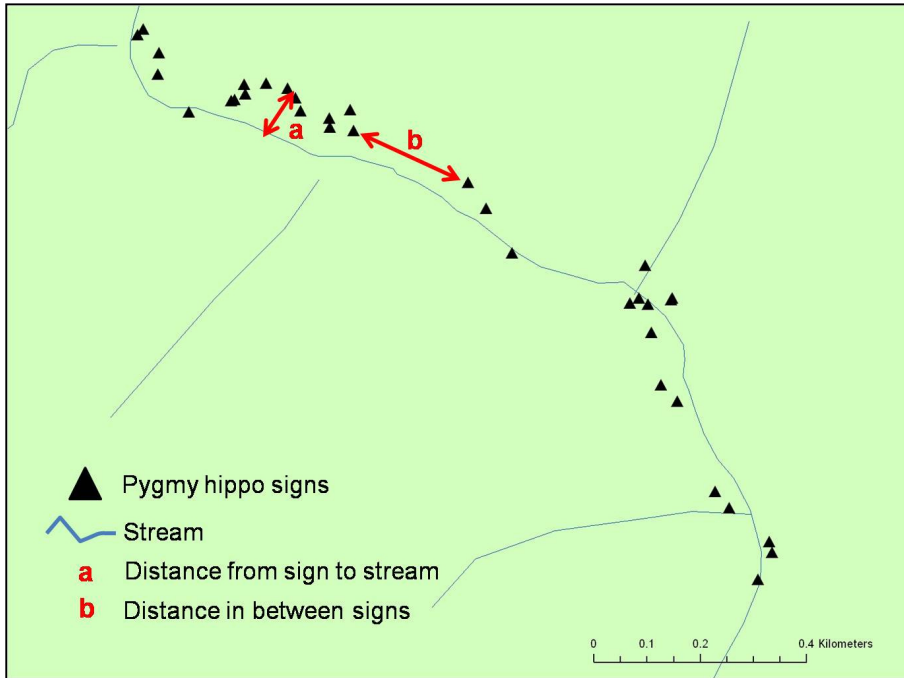 a
b
Pygmy hippo signs
Stream
a Distance from sign to stream
b Distance in between signs
0 0.1 0.2 0.4 Kilometers